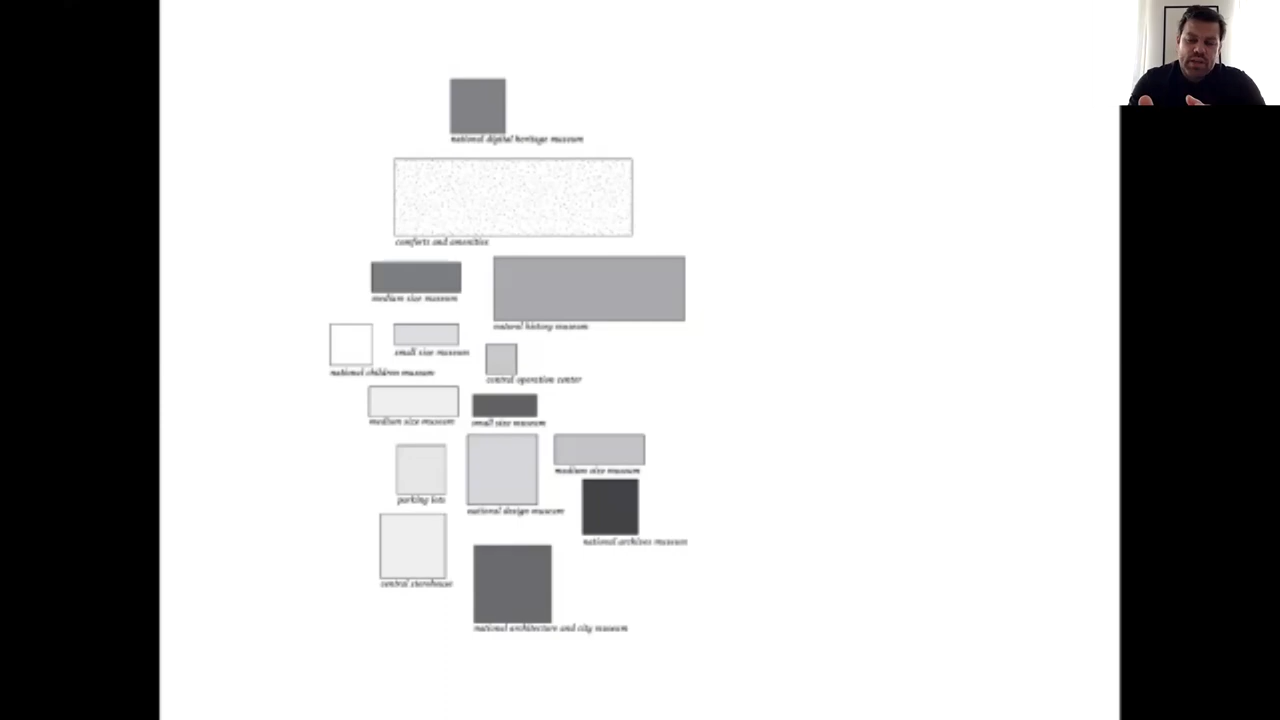 national digital heritage museum
comforts and amenities
medium size museum
natural history museum
small size museum
national children museum
central operation center
medium size museum
small size museum
medium size museum
parking lots
national design museum
national archives museum
central storehouse
national architecture and city museum